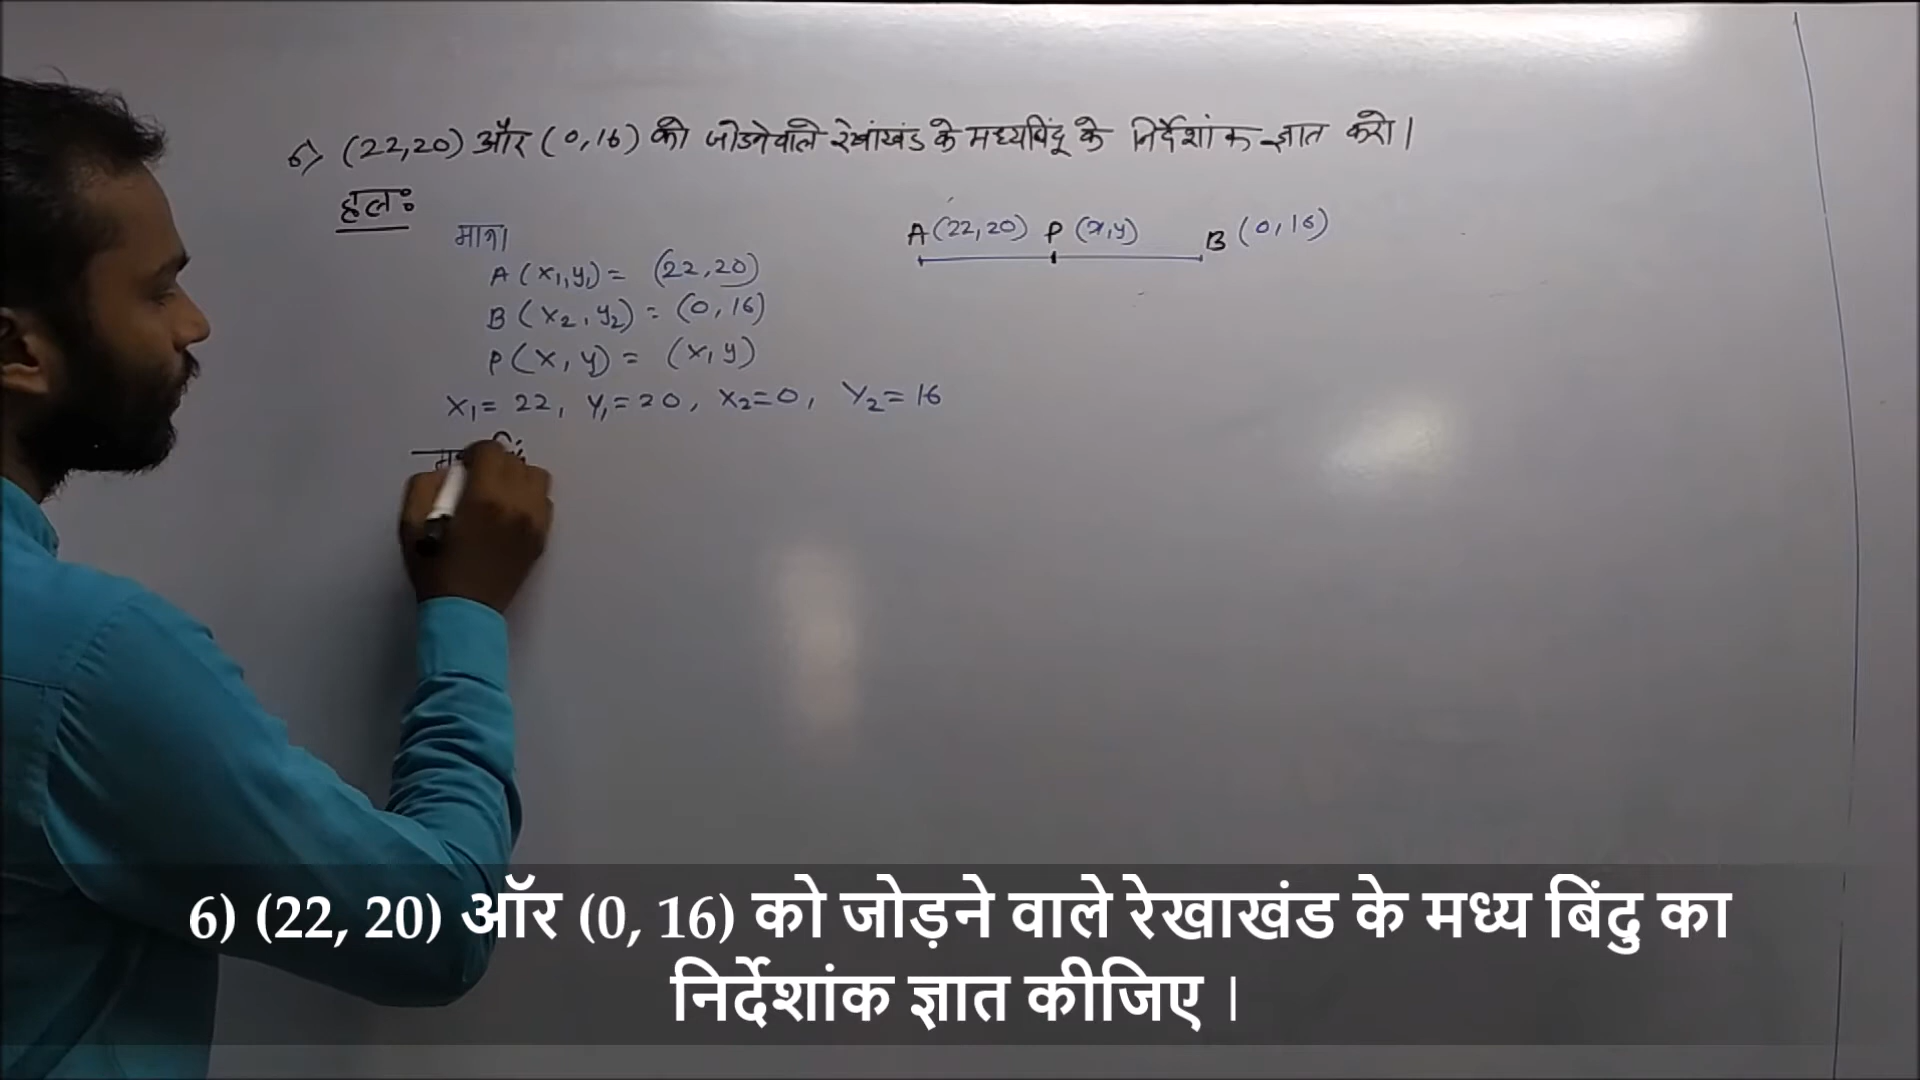 6) (22,20) और (0,16) को जोडनेवाले रेखांखंड के मध्यबिंदू के निर्देशांक ज्ञात करो।
हलः
माना
A(22,20) P (x,y) B (0,16)
A (x₁,y₁) = (22,20)
B (x₂, y₂) = (0,16)
P (x, y) = (x, y)
x₁= 22, y₁=20, x₂=0, y₂=16
6) (22, 20) ऑर (0, 16) को जोड़ने वाले रेखाखंड के मध्य बिंदु का
निर्देशांक ज्ञात कीजिए ।